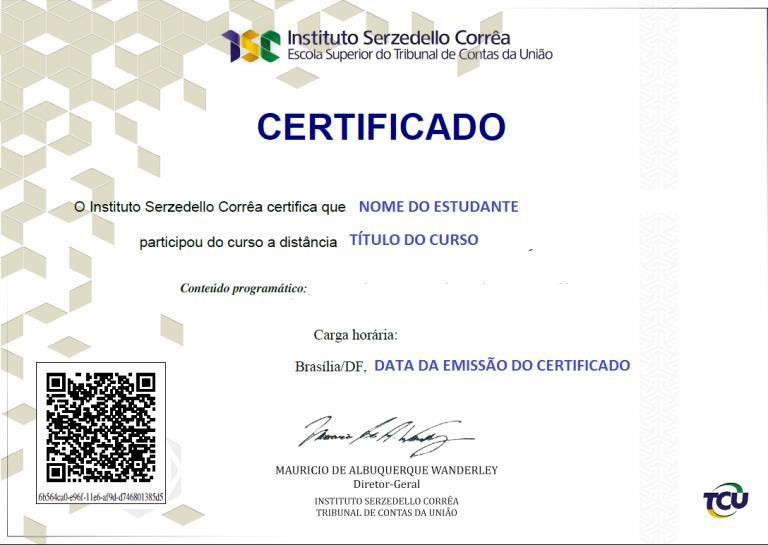 Instituto Serzedello Corrêa
Escola Superior do Tribunal de Contas da União
CERTIFICADO
O Instituto Serzedello Corrêa certifica que NOME DO ESTUDANTE
participou do curso a distância TÍTULO DO CURSO
Conteúdo programático:
Carga horária:
Brasília/DF, DATA DA EMISSÃO DO CERTIFICADO
MAURICIO DE ALBUQUERQUE WANDERLEY
Diretor-Geral
INSTITUTO SERZEDELLO CORRÊA
TRIBUNAL DE CONTAS DA UNIÃO
6b564ca0-e96f-11e6-af9d-d746801385d5
TCU